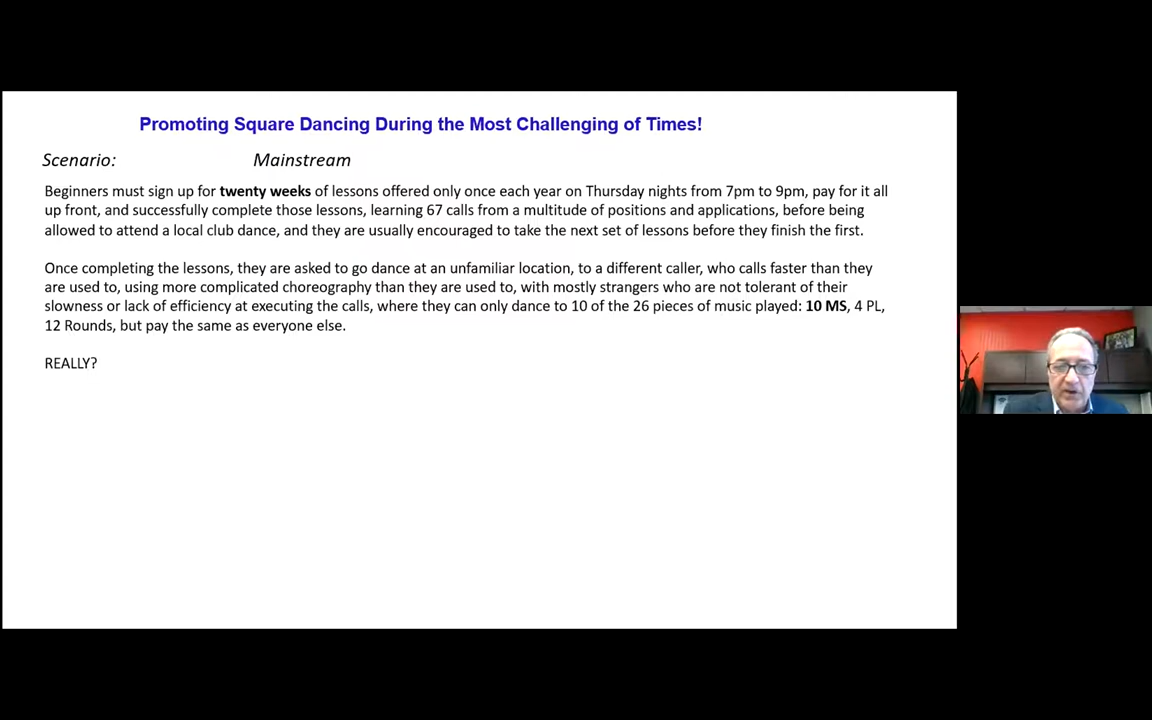 Promoting Square Dancing During the Most Challenging of Times!
Scenario: Mainstream
Beginners must sign up for twenty weeks of lessons offered only once each year on Thursday nights from 7pm to 9pm, pay for it all
up front, and successfully complete those lessons, learning 67 calls from a multitude of positions and applications, before being
allowed to attend a local club dance, and they are usually encouraged to take the next set of lessons before they finish the first.
Once completing the lessons, they are asked to go dance at an unfamiliar location, to a different caller, who calls faster than they
are used to, using more complicated choreography than they are used to, with mostly strangers who are not tolerant of their
slowness or lack of efficiency at executing the calls, where they can only dance to 10 of the 26 pieces of music played: 10 MS, 4 PL,
12 Rounds, but pay the same as everyone else.
REALLY?